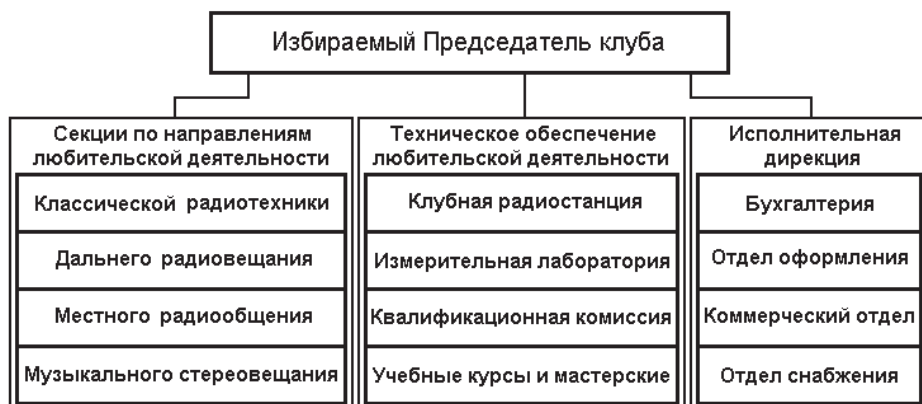 Избираемый Председатель клуба
Секции по направлениям
любительской деятельности
Классической радиотехники
Дальнего радиовещания
Местного радиообщения
Музыкального стереовещания
Техническое обеспечение
любительской деятельности
Клубная радиостанция
Измерительная лаборатория
Квалификационная комиссия
Учебные курсы и мастерские
Исполнительная
дирекция
Бухгалтерия
Отдел оформления
Коммерческий отдел
Отдел снабжения